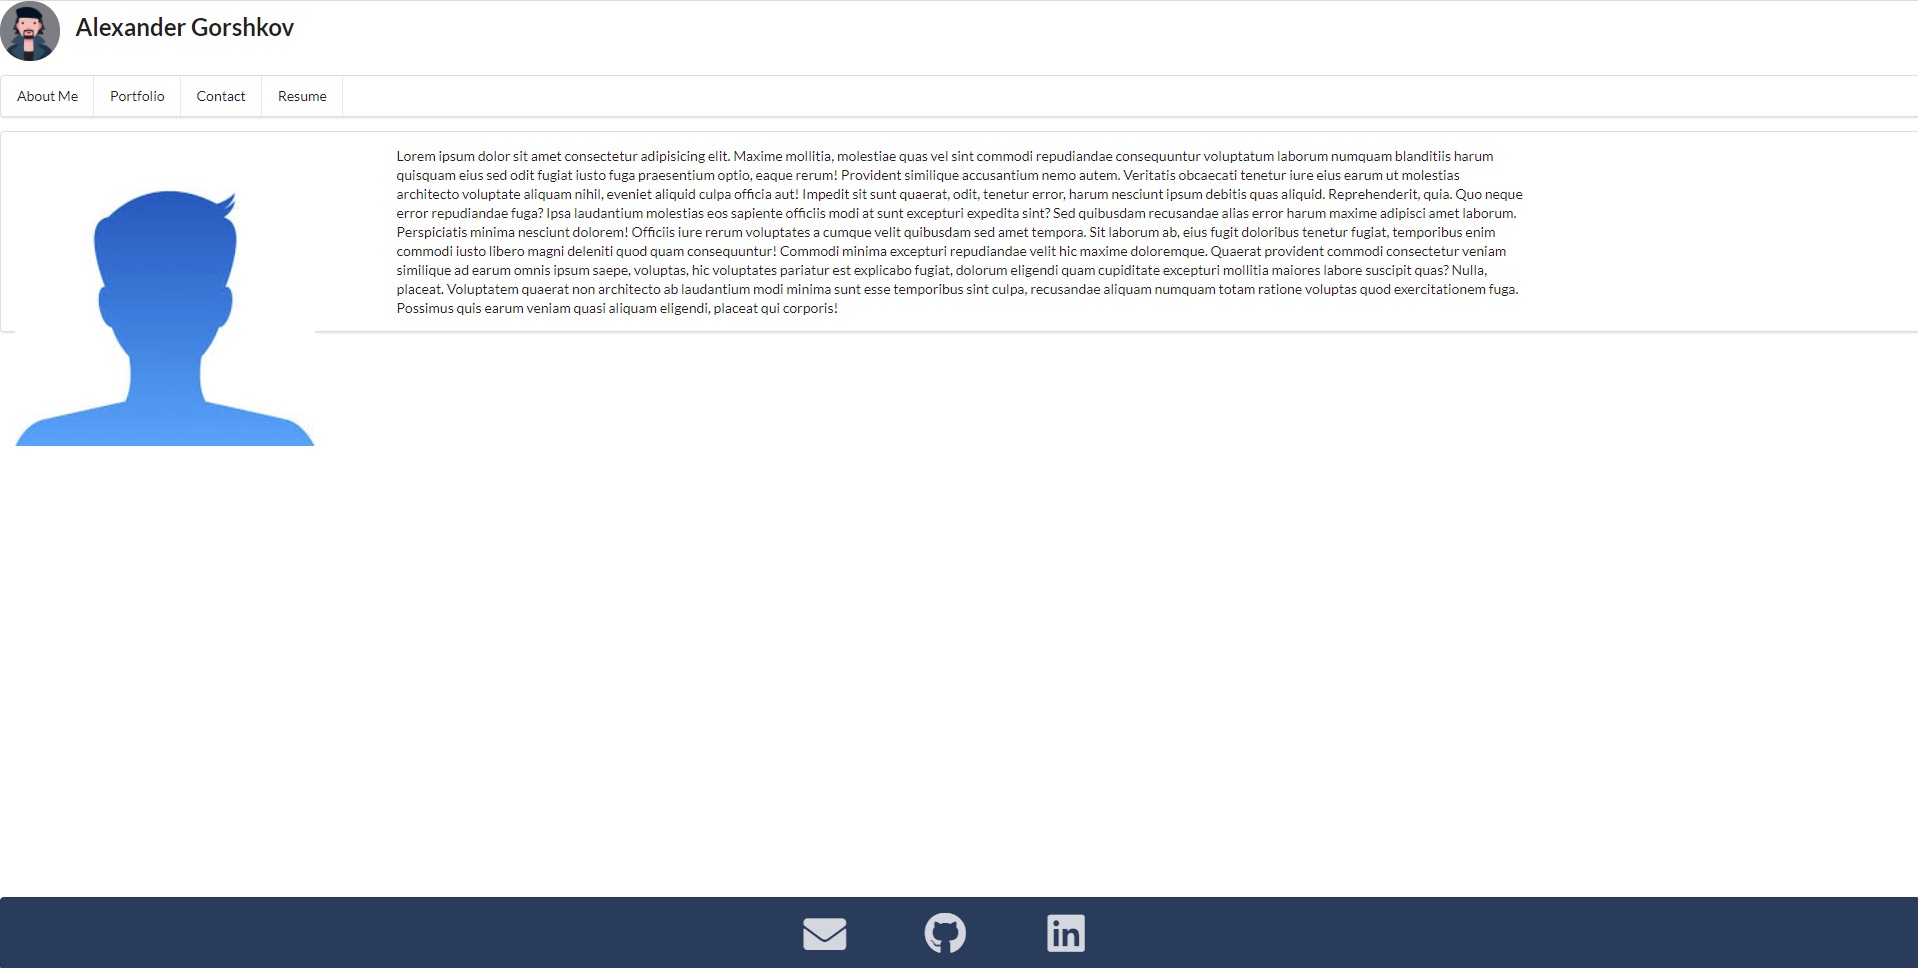 Alexander Gorshkov
About Me
Portfolio
Contact
Resume
Lorem ipsum dolor sit amet consectetur adipisicing elit. Maxime mollitia, molestiae quas vel sint commodi repudiandae consequuntur voluptatum laborum numquam blanditiis harum
quisquam eius sed odit fugiat iusto fuga praesentium optio, eaque rerum! Provident similique accusantium nemo autem. Veritatis obcaecati tenetur iure eius earum ut molestias
architecto voluptate aliquam nihil, eveniet aliquid culpa officia aut! Impedit sit sunt quaerat, odit, tenetur error, harum nesciunt ipsum debitis quas aliquid. Reprehenderit, quia. Quo neque
error repudiandae fuga? Ipsa laudantium molestias eos sapiente officiis modi at sunt excepturi expedita sint? Sed quibusdam recusandae alias error harum maxime adipisci amet laborum.
Perspiciatis minima nesciunt dolorem! Officiis iure rerum voluptates a cumque velit quibusdam sed amet tempora. Sit laborum ab, eius fugit doloribus tenetur fugiat, temporibus enim
commodi iusto libero magni deleniti quod quam consequuntur! Commodi minima excepturi repudiandae velit hic maxime doloremque. Quaerat provident commodi consectetur veniam
similique ad earum omnis ipsum saepe, voluptas, hic voluptates pariatur est explicabo fugiat, dolorum eligendi quam cupiditate excepturi mollitia maiores labore suscipit quas? Nulla,
placeat. Voluptatem quaerat non architecto ab laudantium modi minima sunt esse temporibus sint culpa, recusandae aliquam numquam totam ratione voluptas quod exercitationem fuga.
Possimus quis earum veniam quasi aliquam eligendi, placeat qui corporis!
in